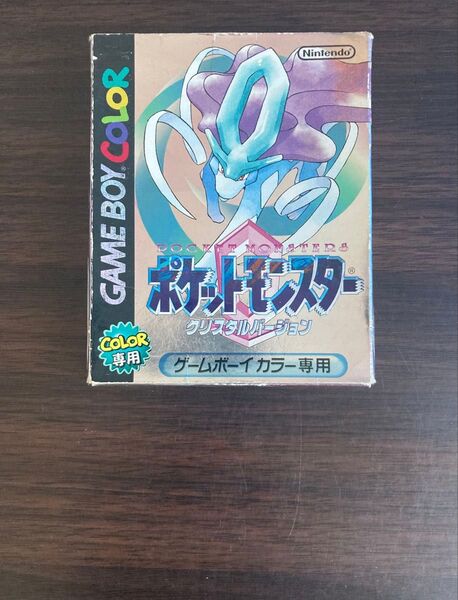 Nintendo
GAME BOY COLOR
POCKET MONSTERS
ポケットモンスター
クリスタルバージョン
COLOR
専用
ゲームボーイカラー専用